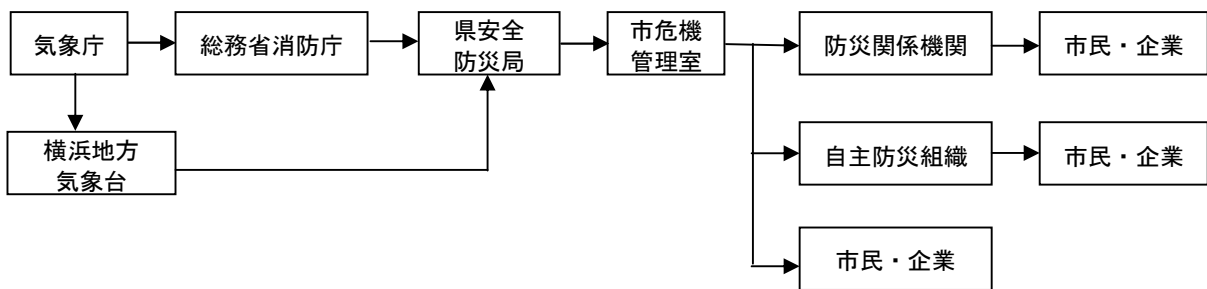 気象庁
総務省消防庁
県安全
防災局
市危機
管理室
防災関係機関
市民・企業
横浜地方
気象台
自主防災組織
市民・企業
市民・企業